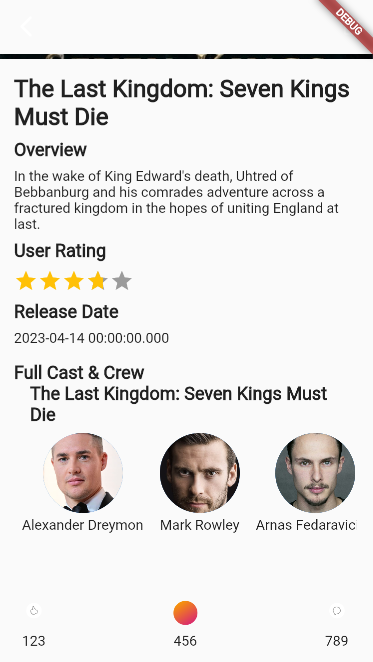 DEBUG
The Last Kingdom: Seven Kings
Must Die
Overview
In the wake of King Edward's death, Uhtred of
Bebbanburg and his comrades adventure across a
fractured kingdom in the hopes of uniting England at
last.
User Rating
Release Date
2023-04-14 00:00:00.000
Full Cast & Crew
The Last Kingdom: Seven Kings Must
Die
Alexander Dreymon Mark Rowley Arnas Fedaravic
123 456 789